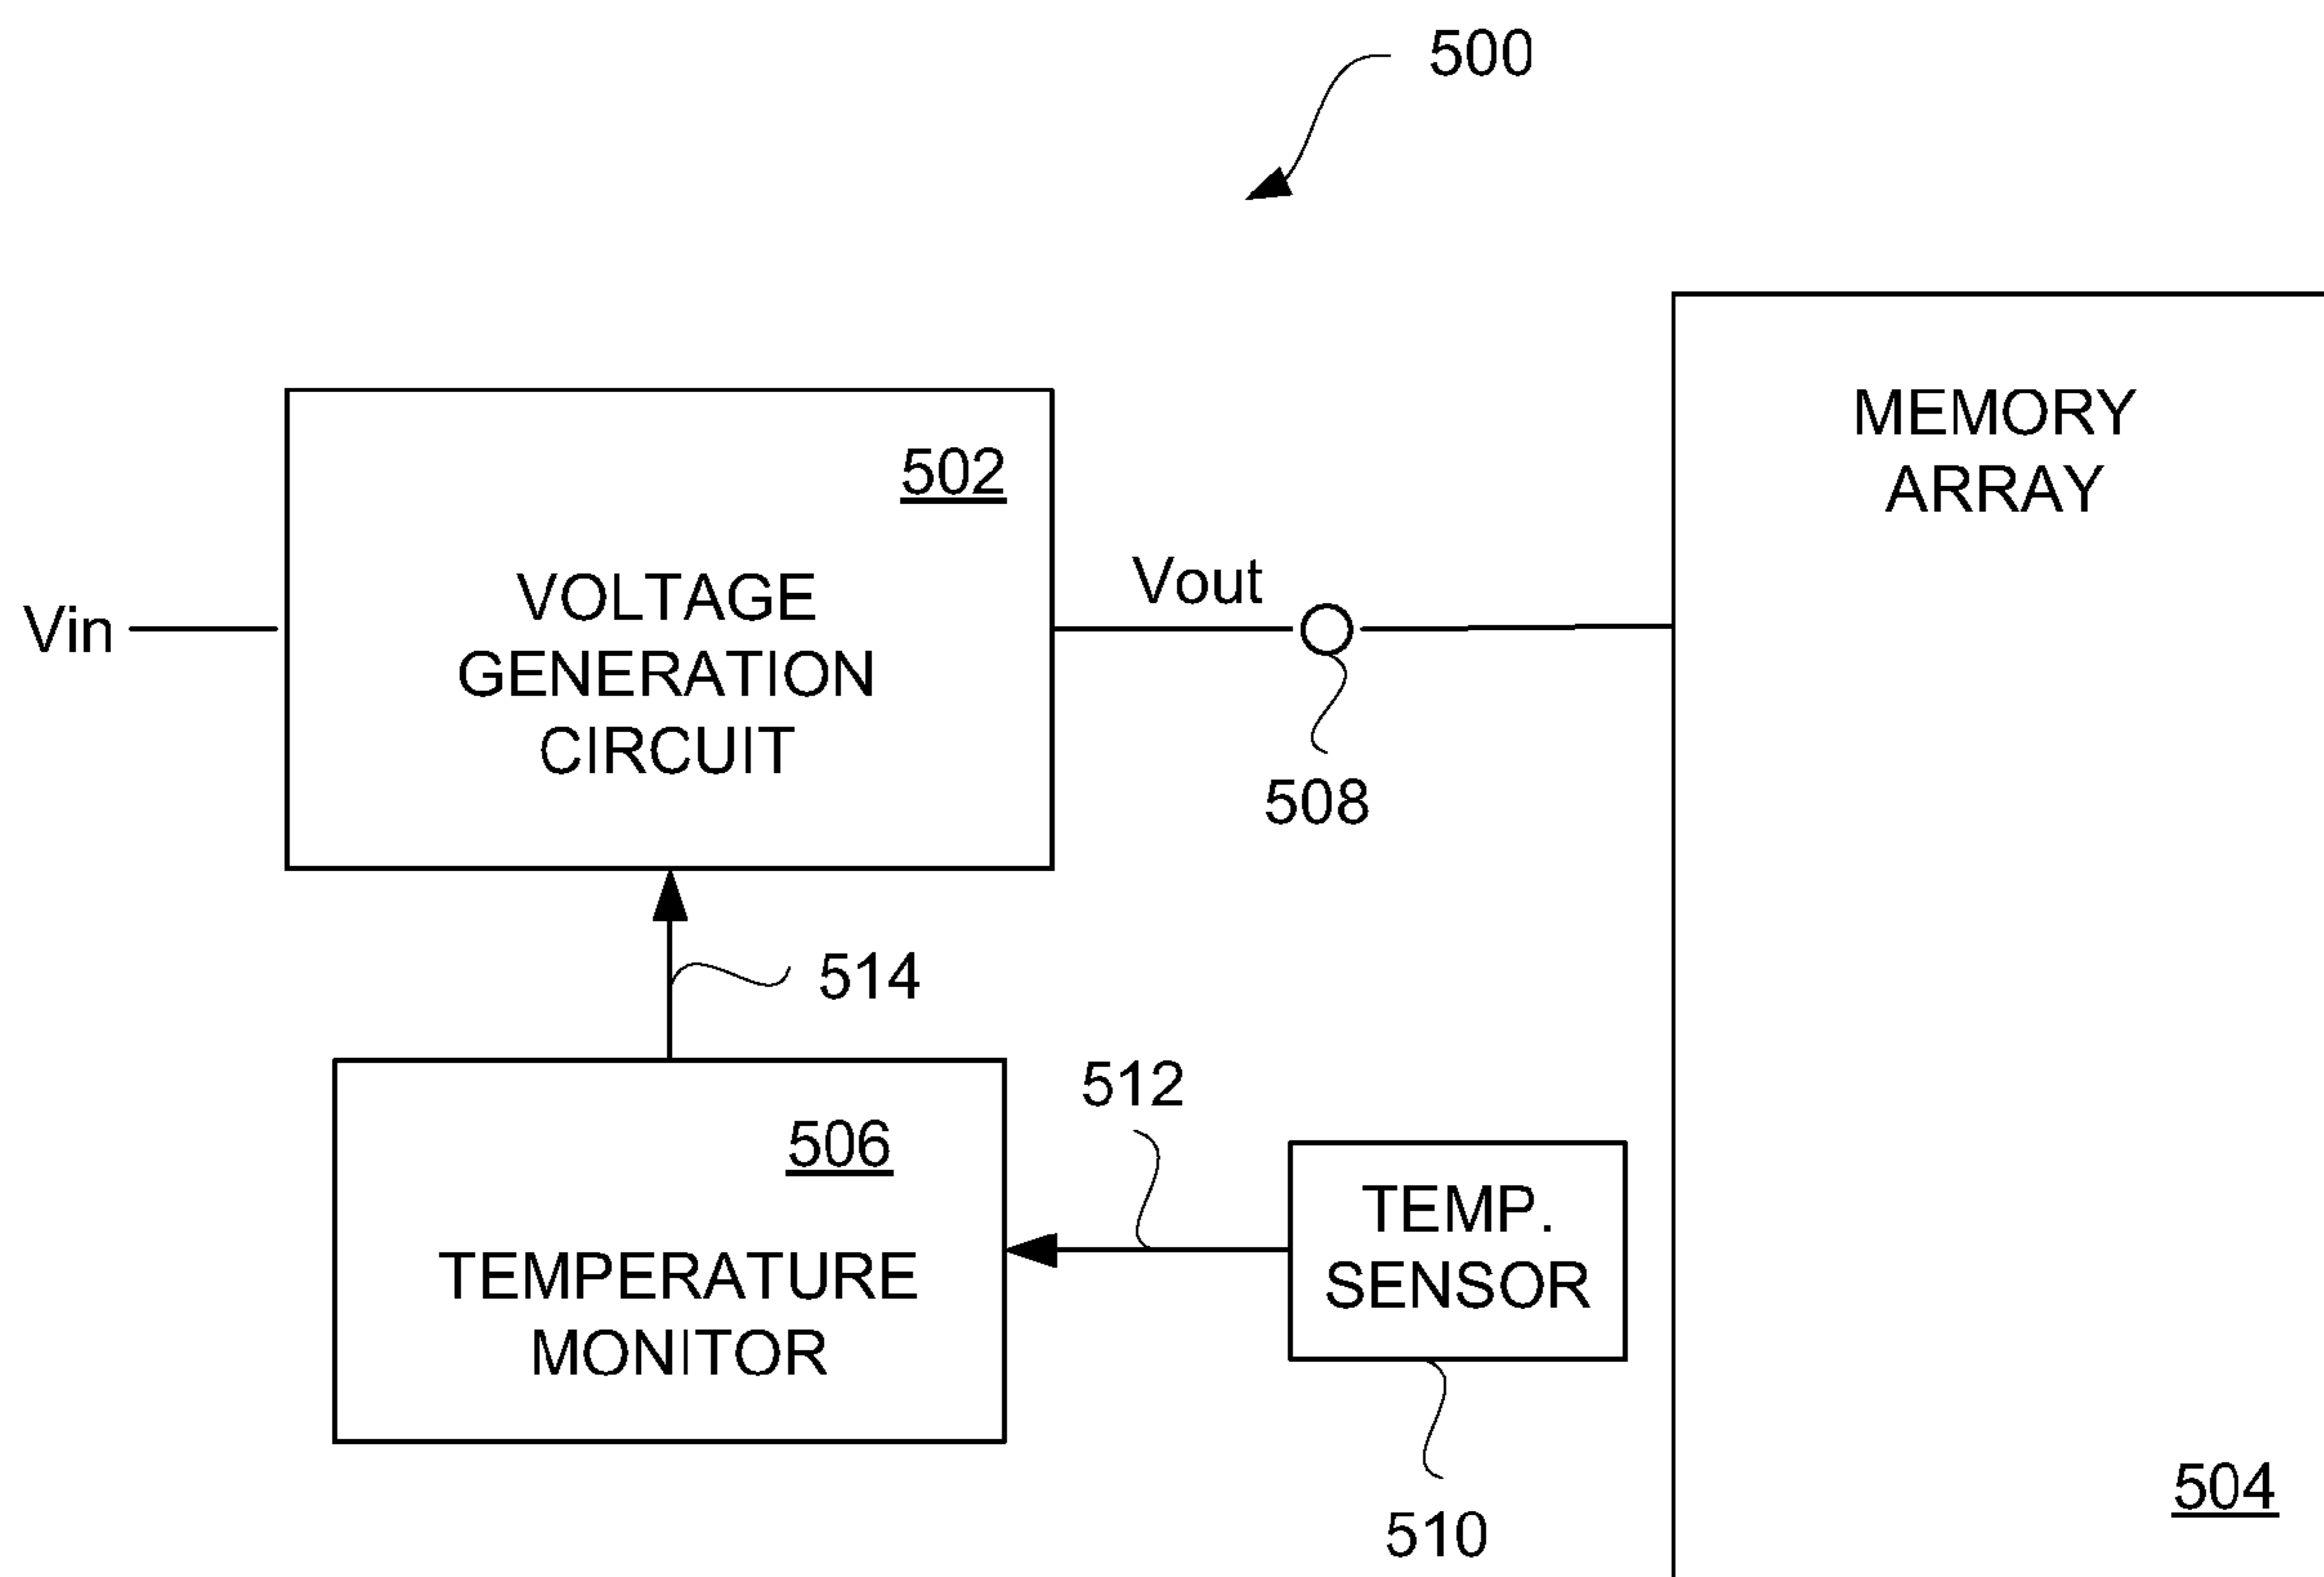 500
MEMORY
ARRAY
502
VOLTAGE
GENERATION
CIRCUIT
Vin
Vout
508
514
512
506
TEMPERATURE
MONITOR
TEMP.
SENSOR
510
504